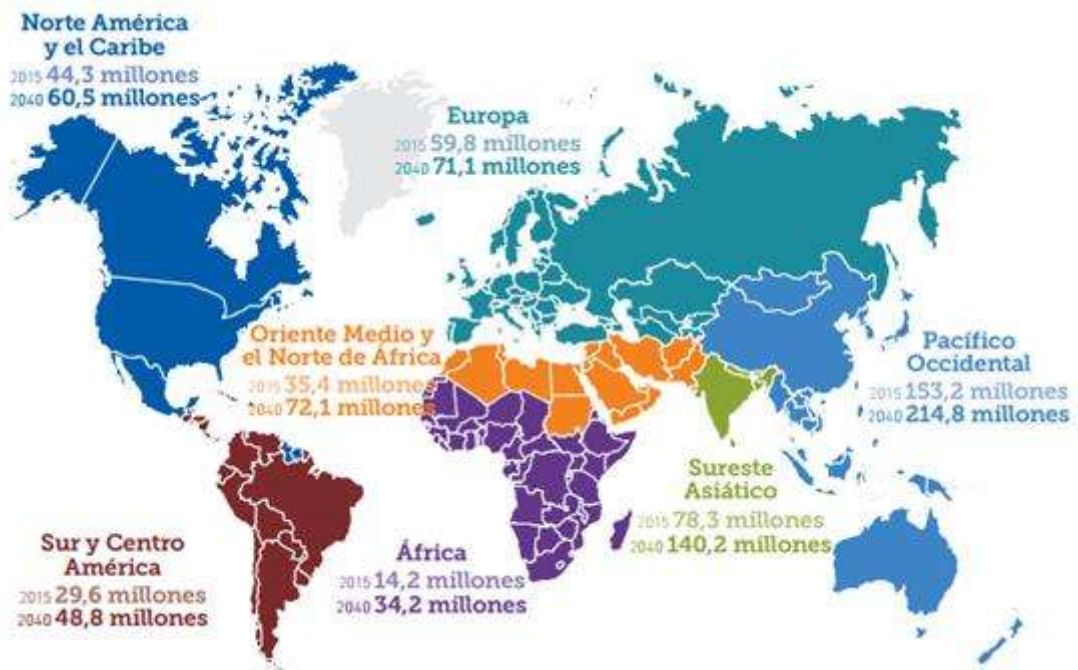 Norte América
y el Caribe
2015 44,3 millones
2040 60,5 millones
Europa
2015 59,8 millones
2040 71,1 millones
Oriente Medio y
el Norte de África
2015 35,4 millones
2040 72,1 millones
Pacífico
Occidental
2015 153,2 millones
2040 214,8 millones
Sureste
Asiático
2015 78,3 millones
2040 140,2 millones
Sur y Centro
América
2015 29,6 millones
2040 48,8 millones
África
2015 14,2 millones
2040 34,2 millones